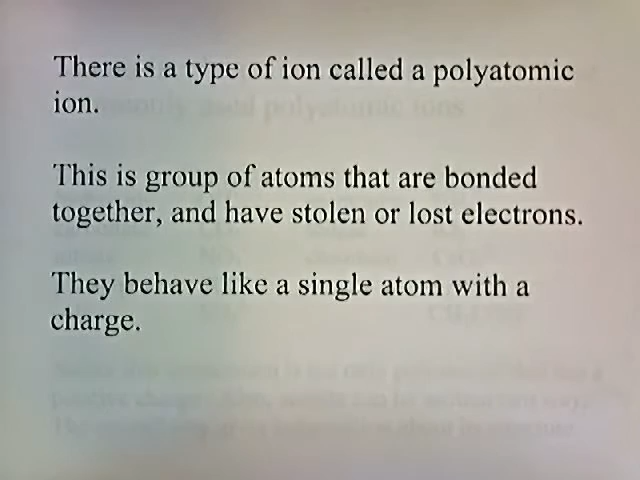 There is a type of ion called a polyatomic
ion.
This is group of atoms that are bonded
together, and have stolen or lost electrons.
They behave like a single atom with a
charge.